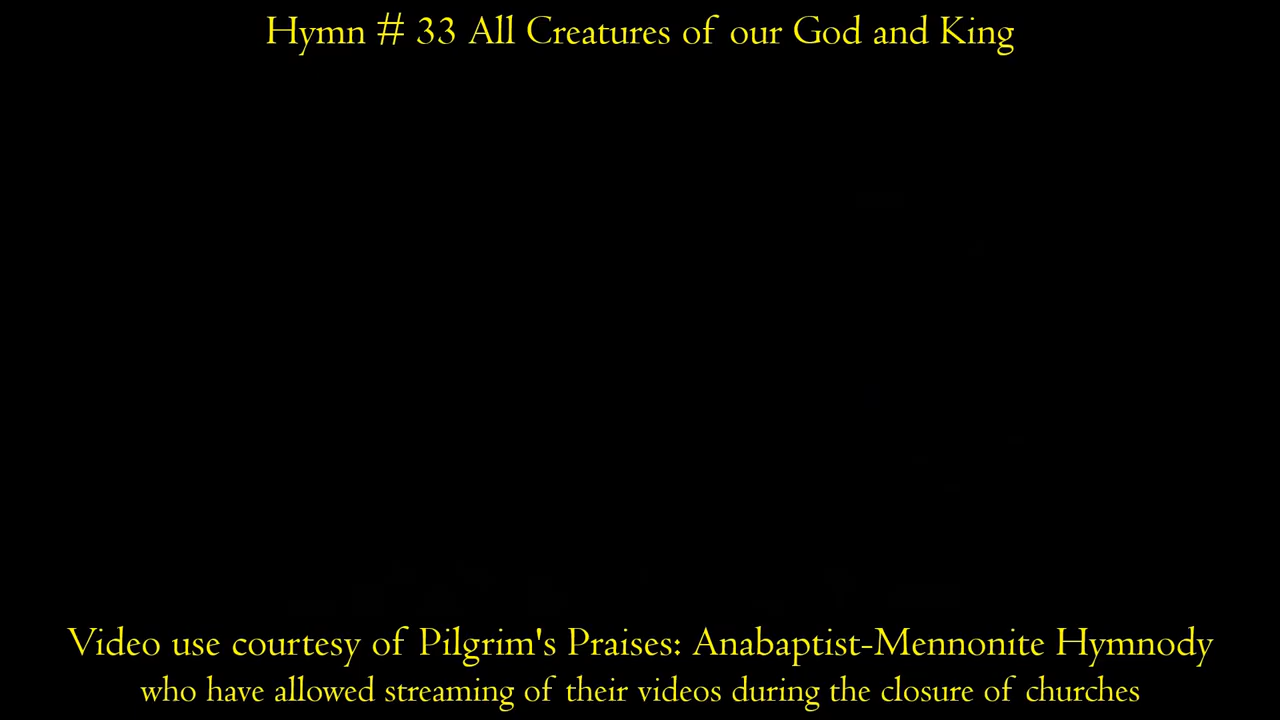 Hymn # 33 All Creatures of our God and King
Video use courtesy of Pilgrim's Praises: Anabaptist-Mennonite Hymnody
who have allowed streaming of their videos during the closure of churches